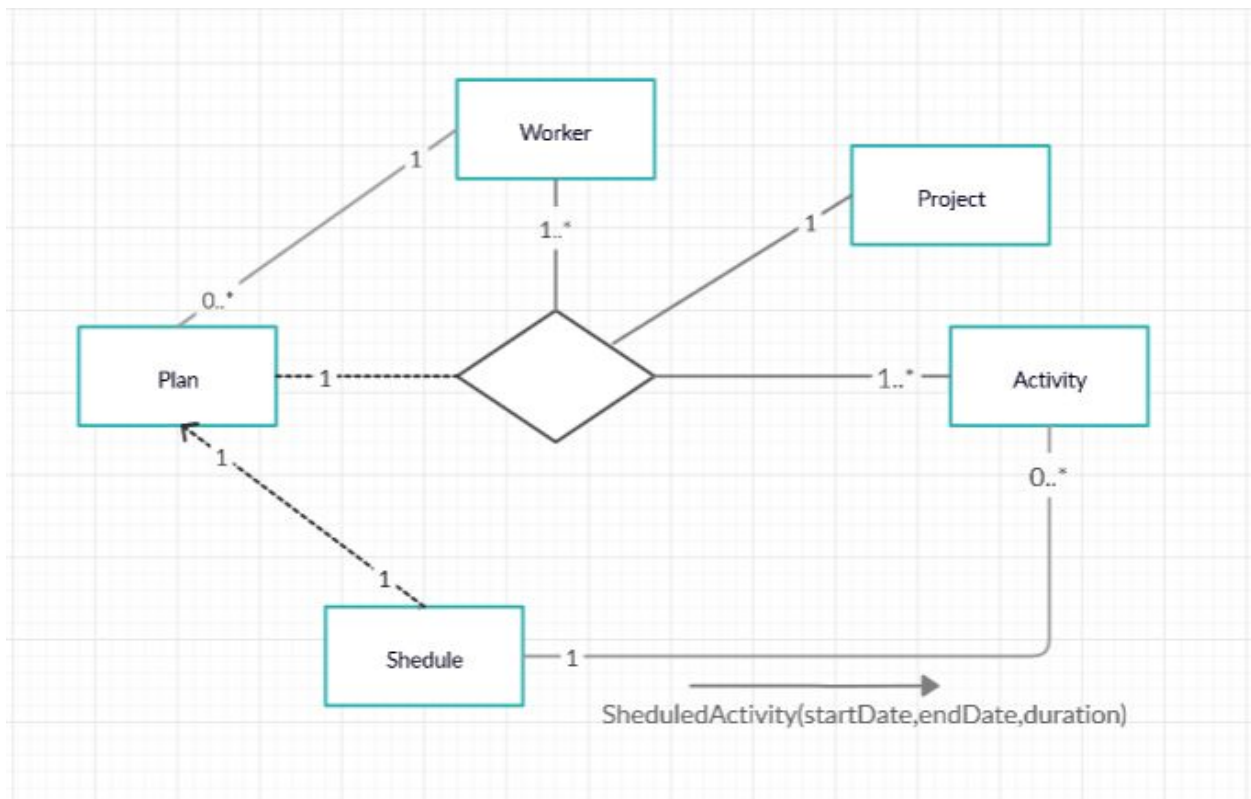 Worker
1
1..*
Project
1
0..*
Plan
1
1..*
Activity
1
0..*
1
Shedule
1
SheduledActivity(startDate,endDate,duration)